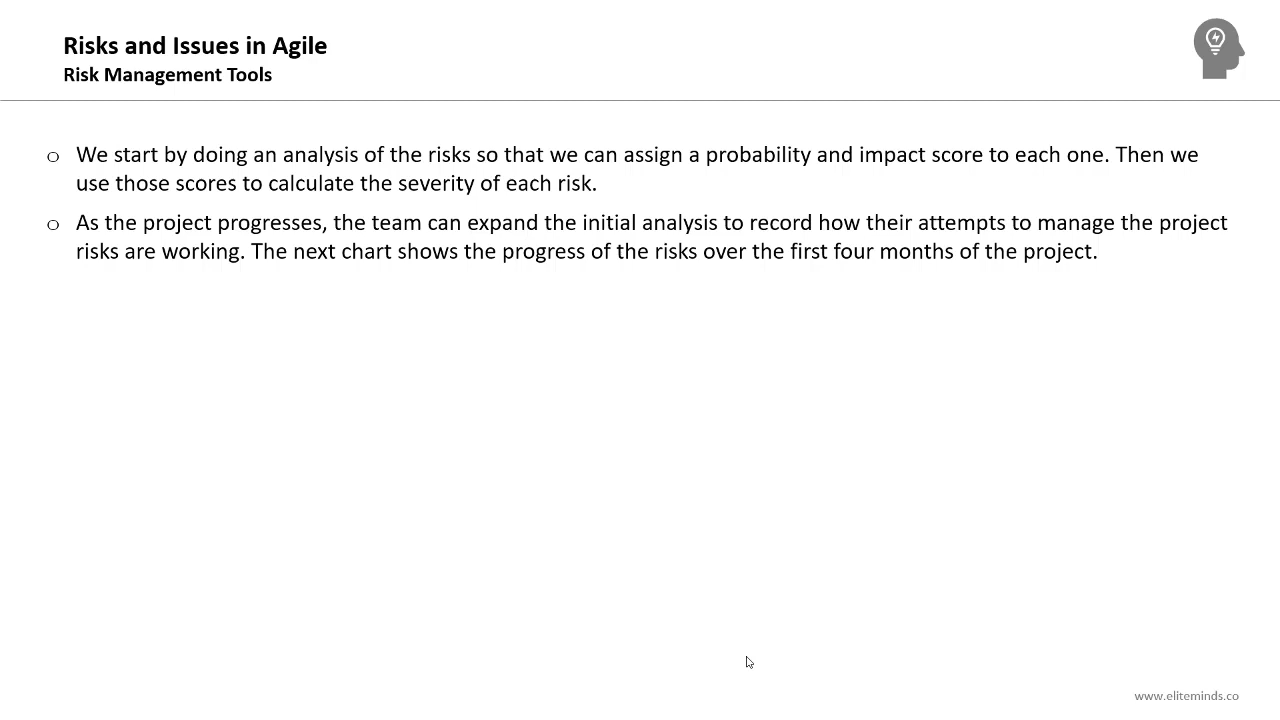 Risks and Issues in Agile
Risk Management Tools
o We start by doing an analysis of the risks so that we can assign a probability and impact score to each one. Then we
use those scores to calculate the severity of each risk.
o As the project progresses, the team can expand the initial analysis to record how their attempts to manage the project
risks are working. The next chart shows the progress of the risks over the first four months of the project.
www.eliteminds.co